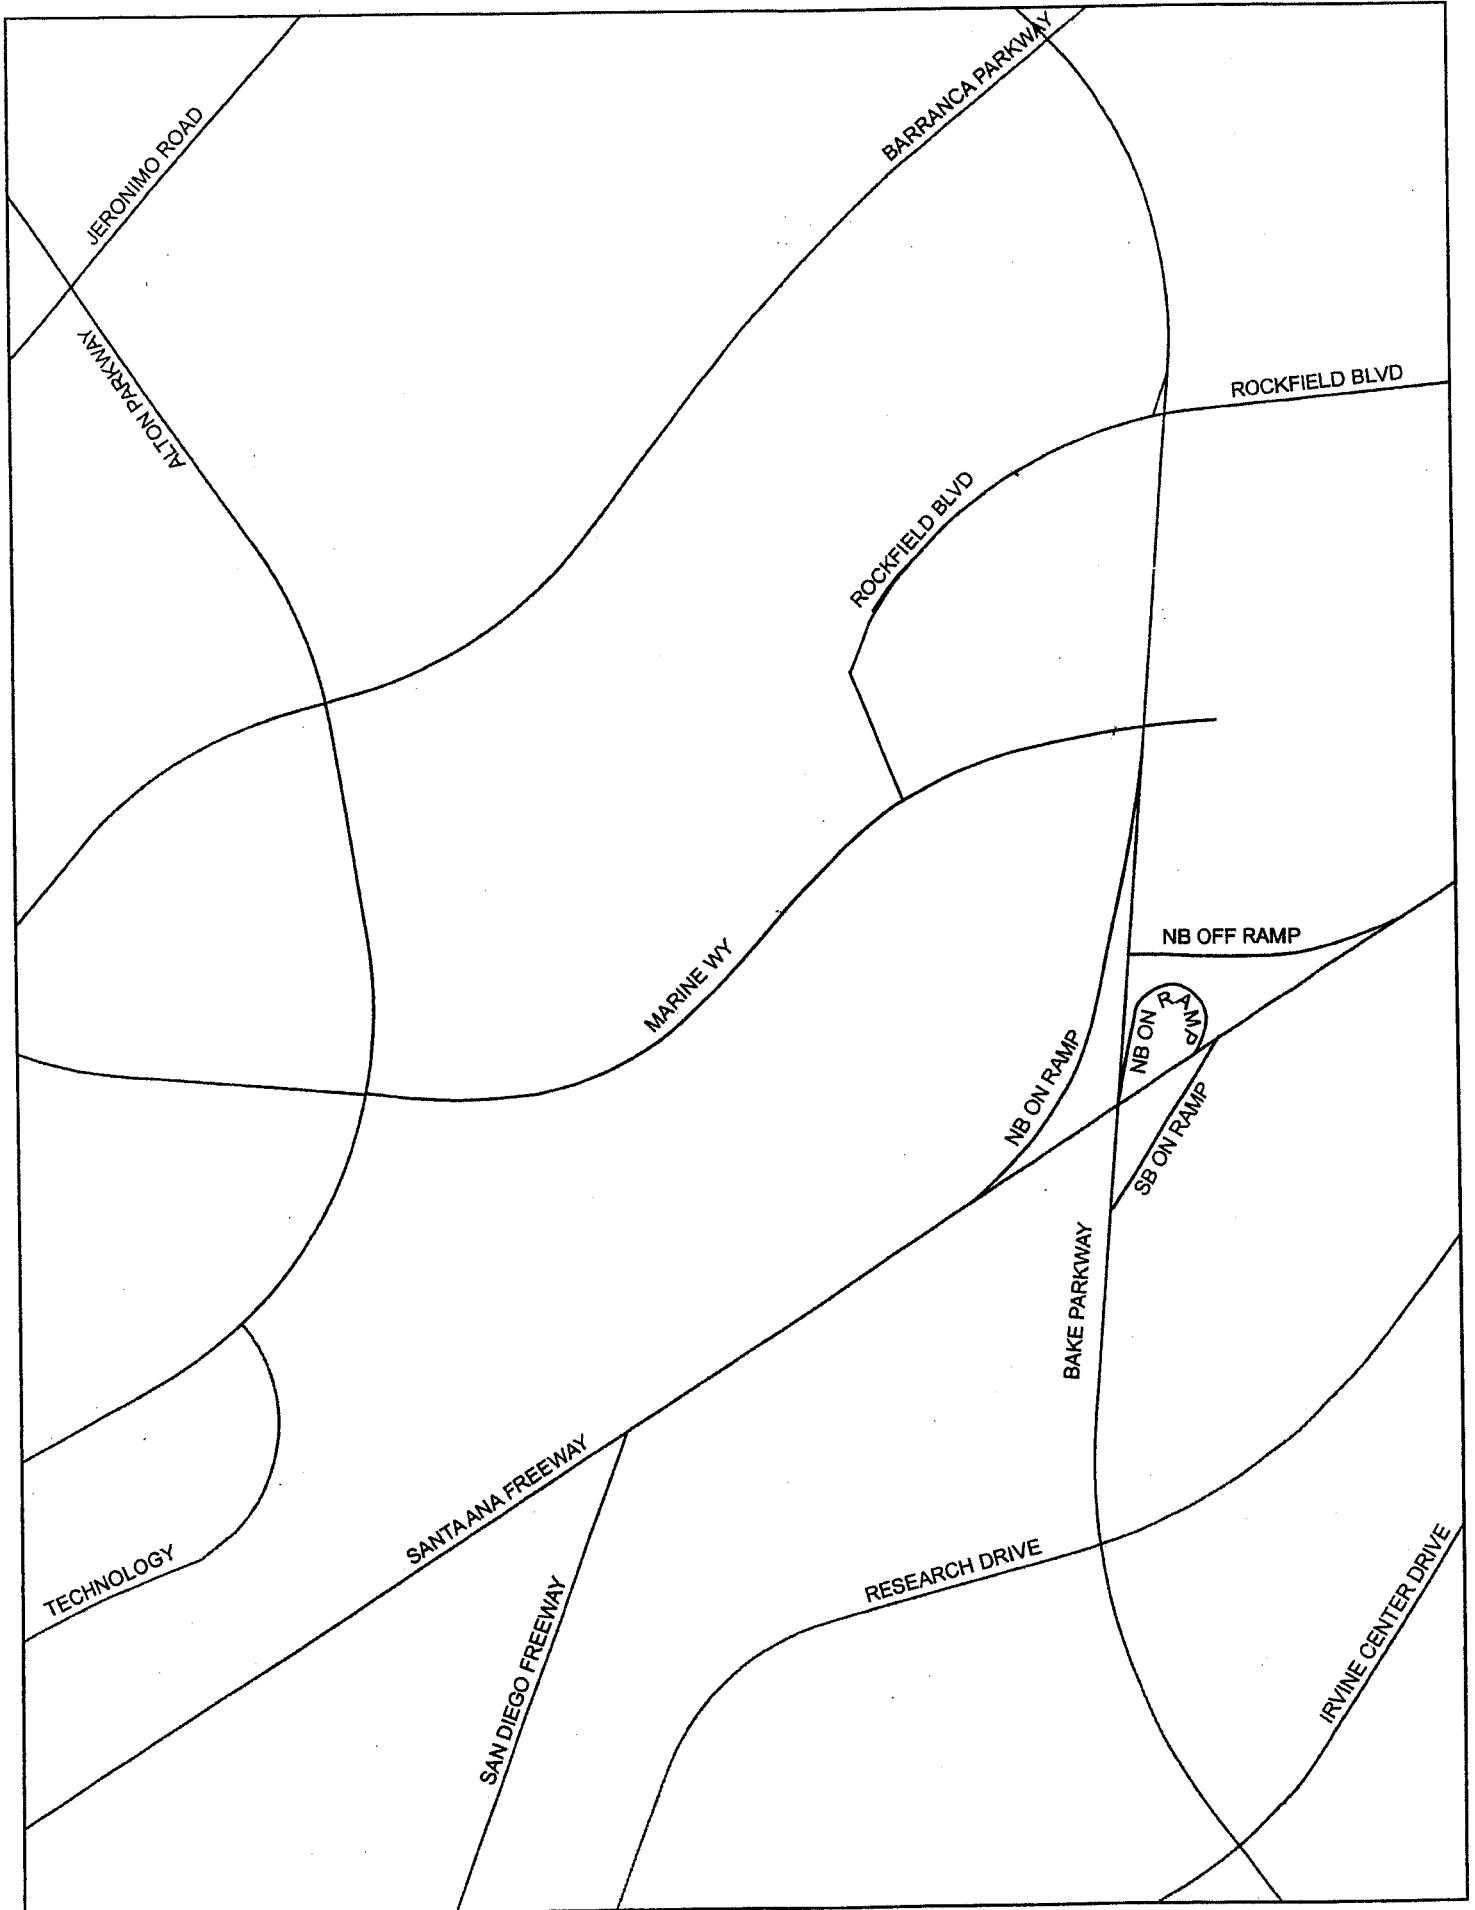 BARRANCA PARKWAY
JERONIMO ROAD
ALTON PARKWAY
ROCKFIELD BLVD
ROCKFIELD BLVD
NB OFF RAMP
MARINE WY
NB ON RAMP
NB ON RAMP
SB ON RAMP
BAKE PARKWAY
SANTA ANA FREEWAY
TECHNOLOGY
RESEARCH DRIVE
SAN DIEGO FREEWAY
IRVINE CENTER DRIVE